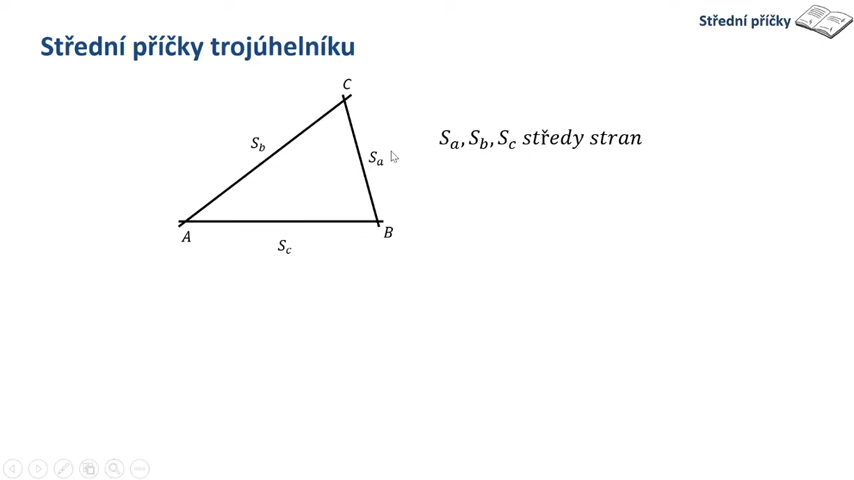 Střední příčky
Střední příčky trojúhelníku
C
S_b
S_a
S_a, S_b, S_c středy stran
A
B
S_c